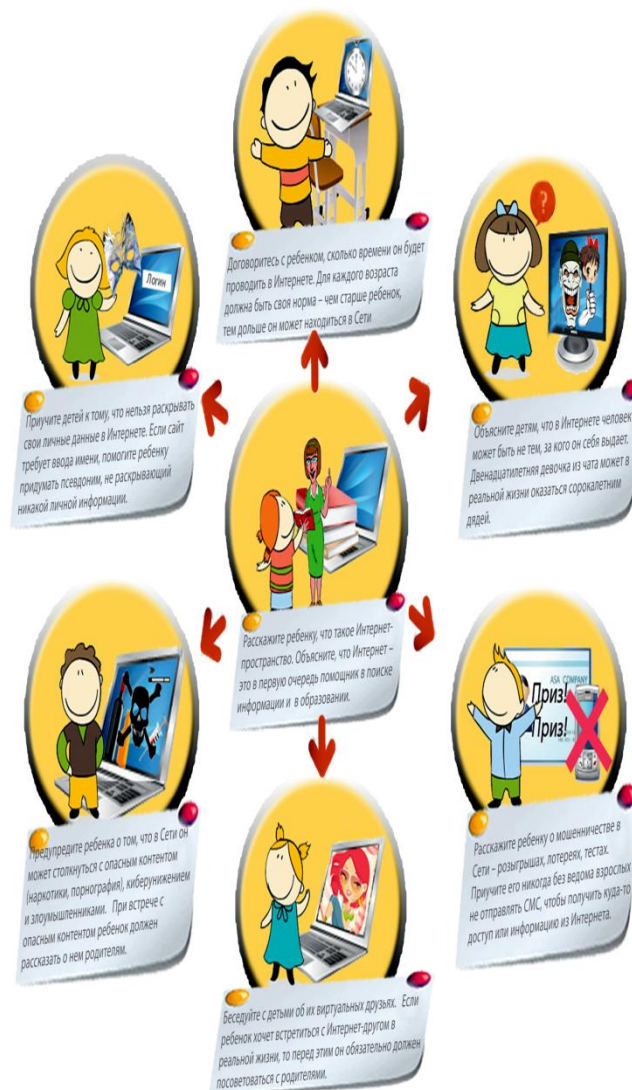 Договоритесь с ребенком, сколько времени он будет
проводить в Интернете. Для каждого возраста
должна быть своя норма – чем старше ребенок,
тем дольше он может находиться в Сети
Логин
Приучите детей к тому, что нельзя раскрывать
свои личные данные в Интернете. Если сайт
требует ввода имени, помогите ребенку
придумать псевдоним, не раскрывающий
никакой личной информации.
?
Объясните детям, что в Интернете человек
может быть не тем, за кого он себя выдает.
Двенадцатилетняя девочка из чата может в
реальной жизни оказаться сорокалетним
дядей.
Расскажите ребенку, что такое Интернет-
пространство. Объясните, что Интернет –
это в первую очередь помощник в поиске
информации и в образовании.
Предупредите ребенка о том, что в Сети он
может столкнуться с опасным контентом
(наркотики, порнография), киберунижением
и злоумышленниками. При встрече с
опасным контентом ребенок должен
рассказать о нем родителям.
ASA COMPANY
Приз!
Приз!
Расскажите ребенку о мошенничестве в
Сети – розыгрышах, лотереях, тестах.
Приучите его никогда без ведома взрослых
не отправлять СМС, чтобы получить куда-то
доступ или информацию из Интернета.
Беседуйте с детьми об их виртуальных друзьях. Если
ребенок хочет встретиться с Интернет-другом в
реальной жизни, то перед этим он обязательно должен
посоветоваться с родителями.